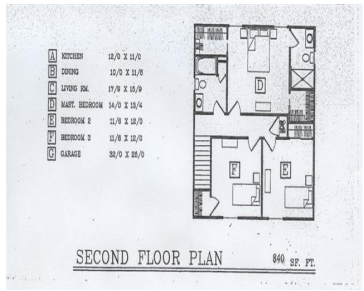 A KITCHEN 12/0 X 11/0
B DINING 10/0 X 11/6
C LIVING RM. 17/9 X 15/9
D MAST. BEDROOM 14/0 X 13/4
E BEDROOM 2 11/6 X 12/0
F BEDROOM 3 11/6 X 12/0
G GARAGE 32/0 X 26/0
D
F
E
SECOND FLOOR PLAN 840 SF. FT.